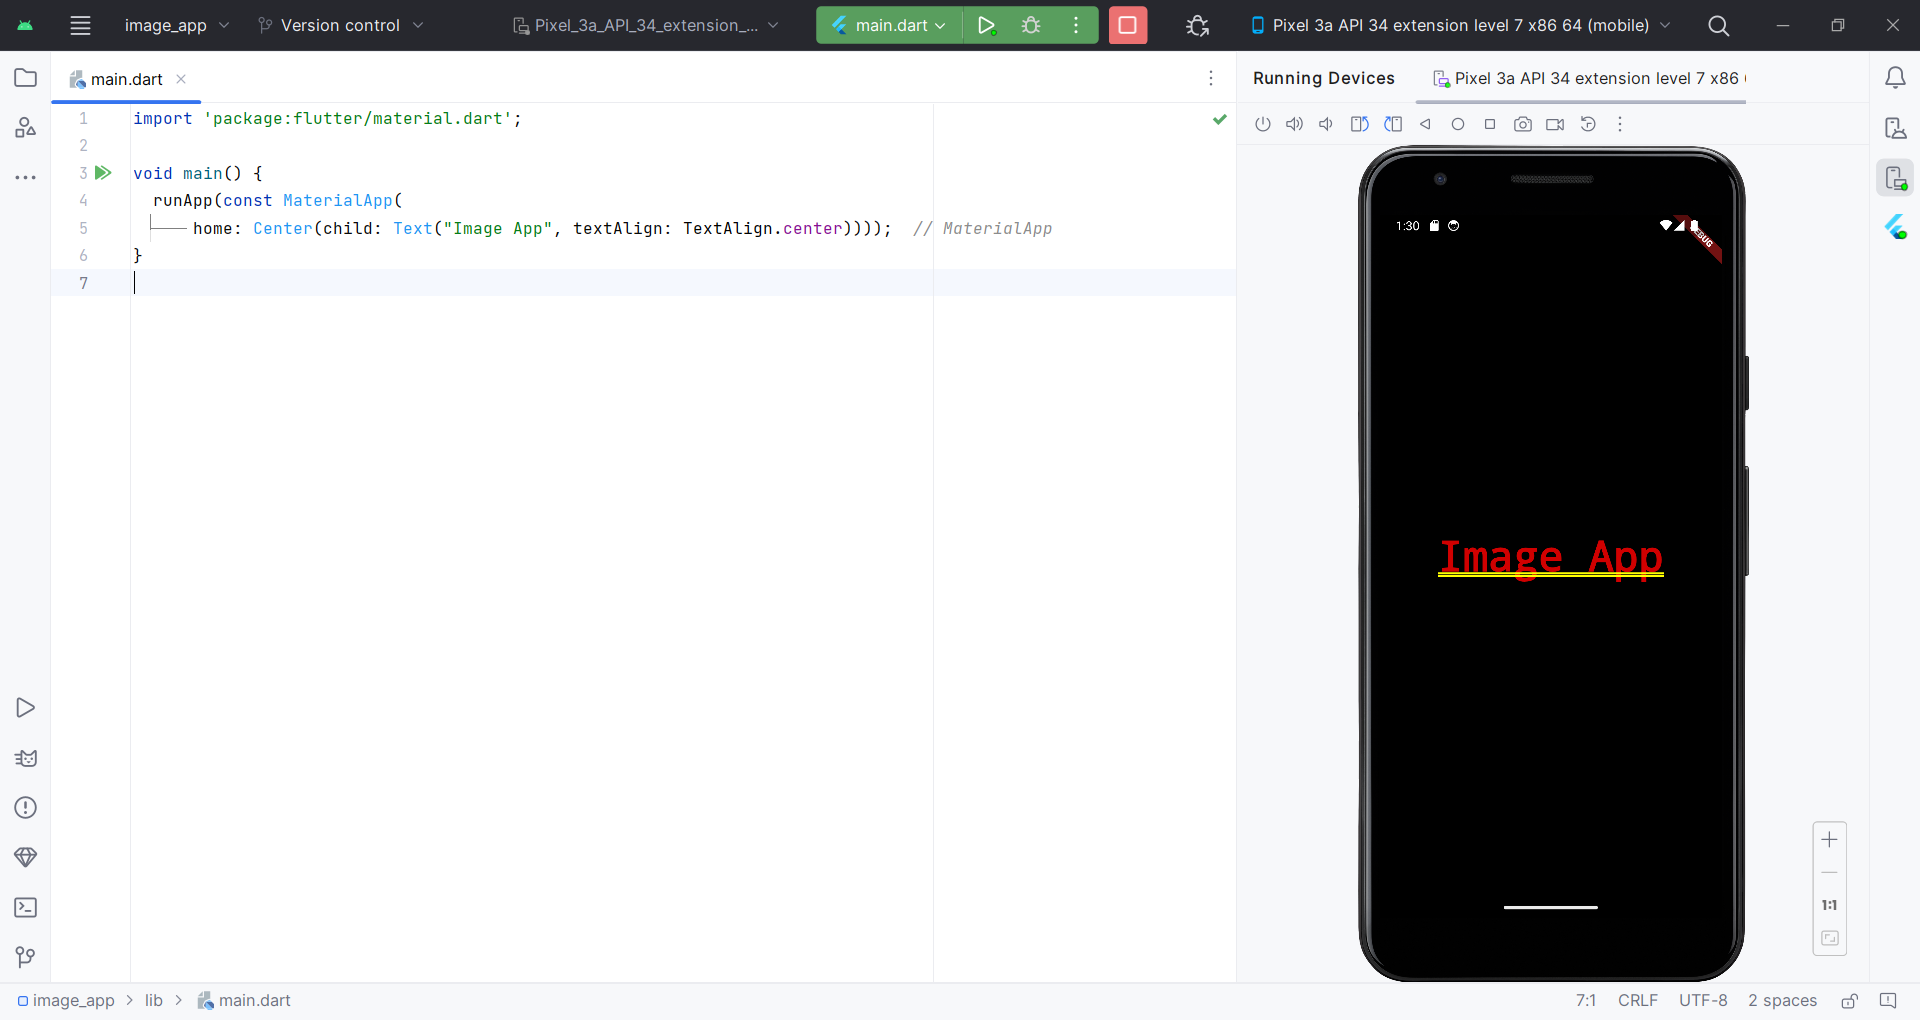 image_app
Version control
Pixel_3a_API_34_extension_...
main.dart
Pixel 3a API 34 extension level 7 x86 64 (mobile)
main.dart
Running Devices
Pixel 3a API 34 extension level 7 x86
1 import 'package:flutter/material.dart';
2
3 void main() {
4 runApp(const MaterialApp(
5 home: Center(child: Text("Image App", textAlign: TextAlign.center)))); // MaterialApp
6 }
7
1:30
Image App
1:1
image_app > lib > main.dart
7:1 CRLF UTF-8 2 spaces